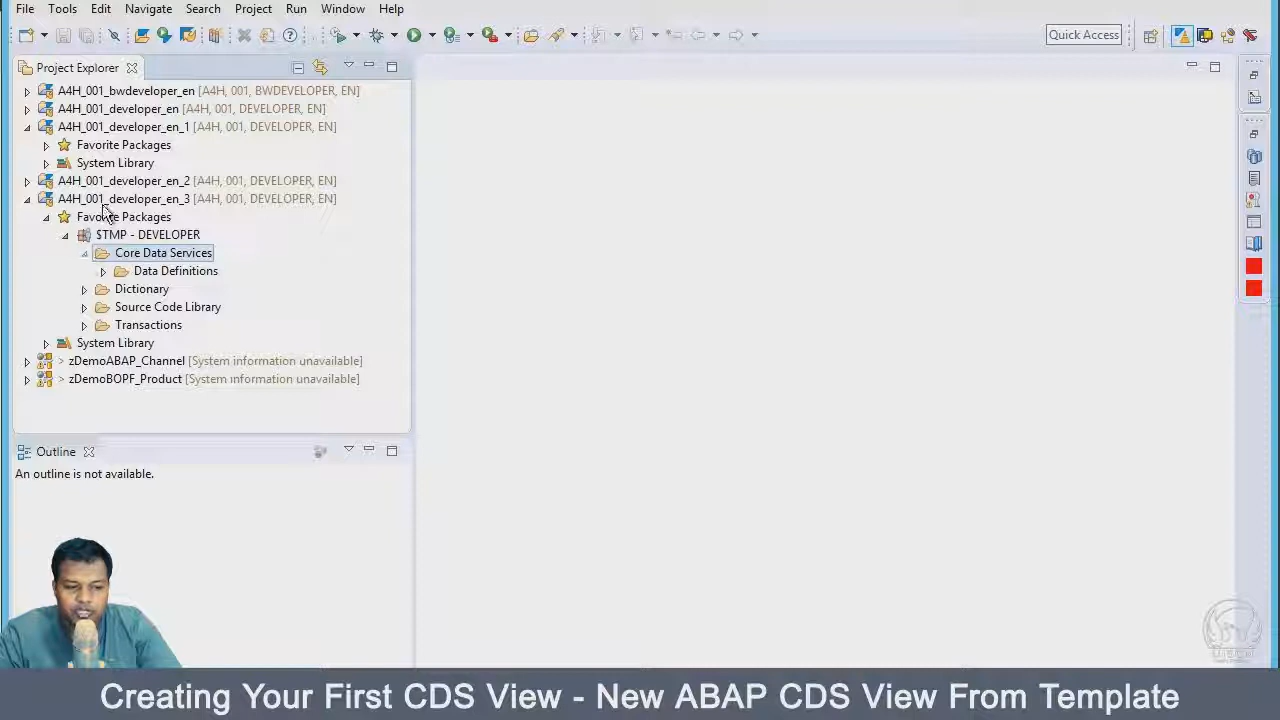 File Tools Edit Navigate Search Project Run Window Help
Quick Access
Project Explorer
A4H_001_bwdeveloper_en [A4H, 001, BWDEVELOPER, EN]
A4H_001_developer_en [A4H, 001, DEVELOPER, EN]
A4H_001_developer_en_1 [A4H, 001, DEVELOPER, EN]
Favorite Packages
System Library
A4H_001_developer_en_2 [A4H, 001, DEVELOPER, EN]
A4H_001_developer_en_3 [A4H, 001, DEVELOPER, EN]
Favorite Packages
$TMP - DEVELOPER
Core Data Services
Data Definitions
Dictionary
Source Code Library
Transactions
System Library
> zDemoABAP_Channel [System information unavailable]
> zDemoBOPF_Product [System information unavailable]
Outline
An outline is not available.
Creating Your First CDS View - New ABAP CDS View From Template